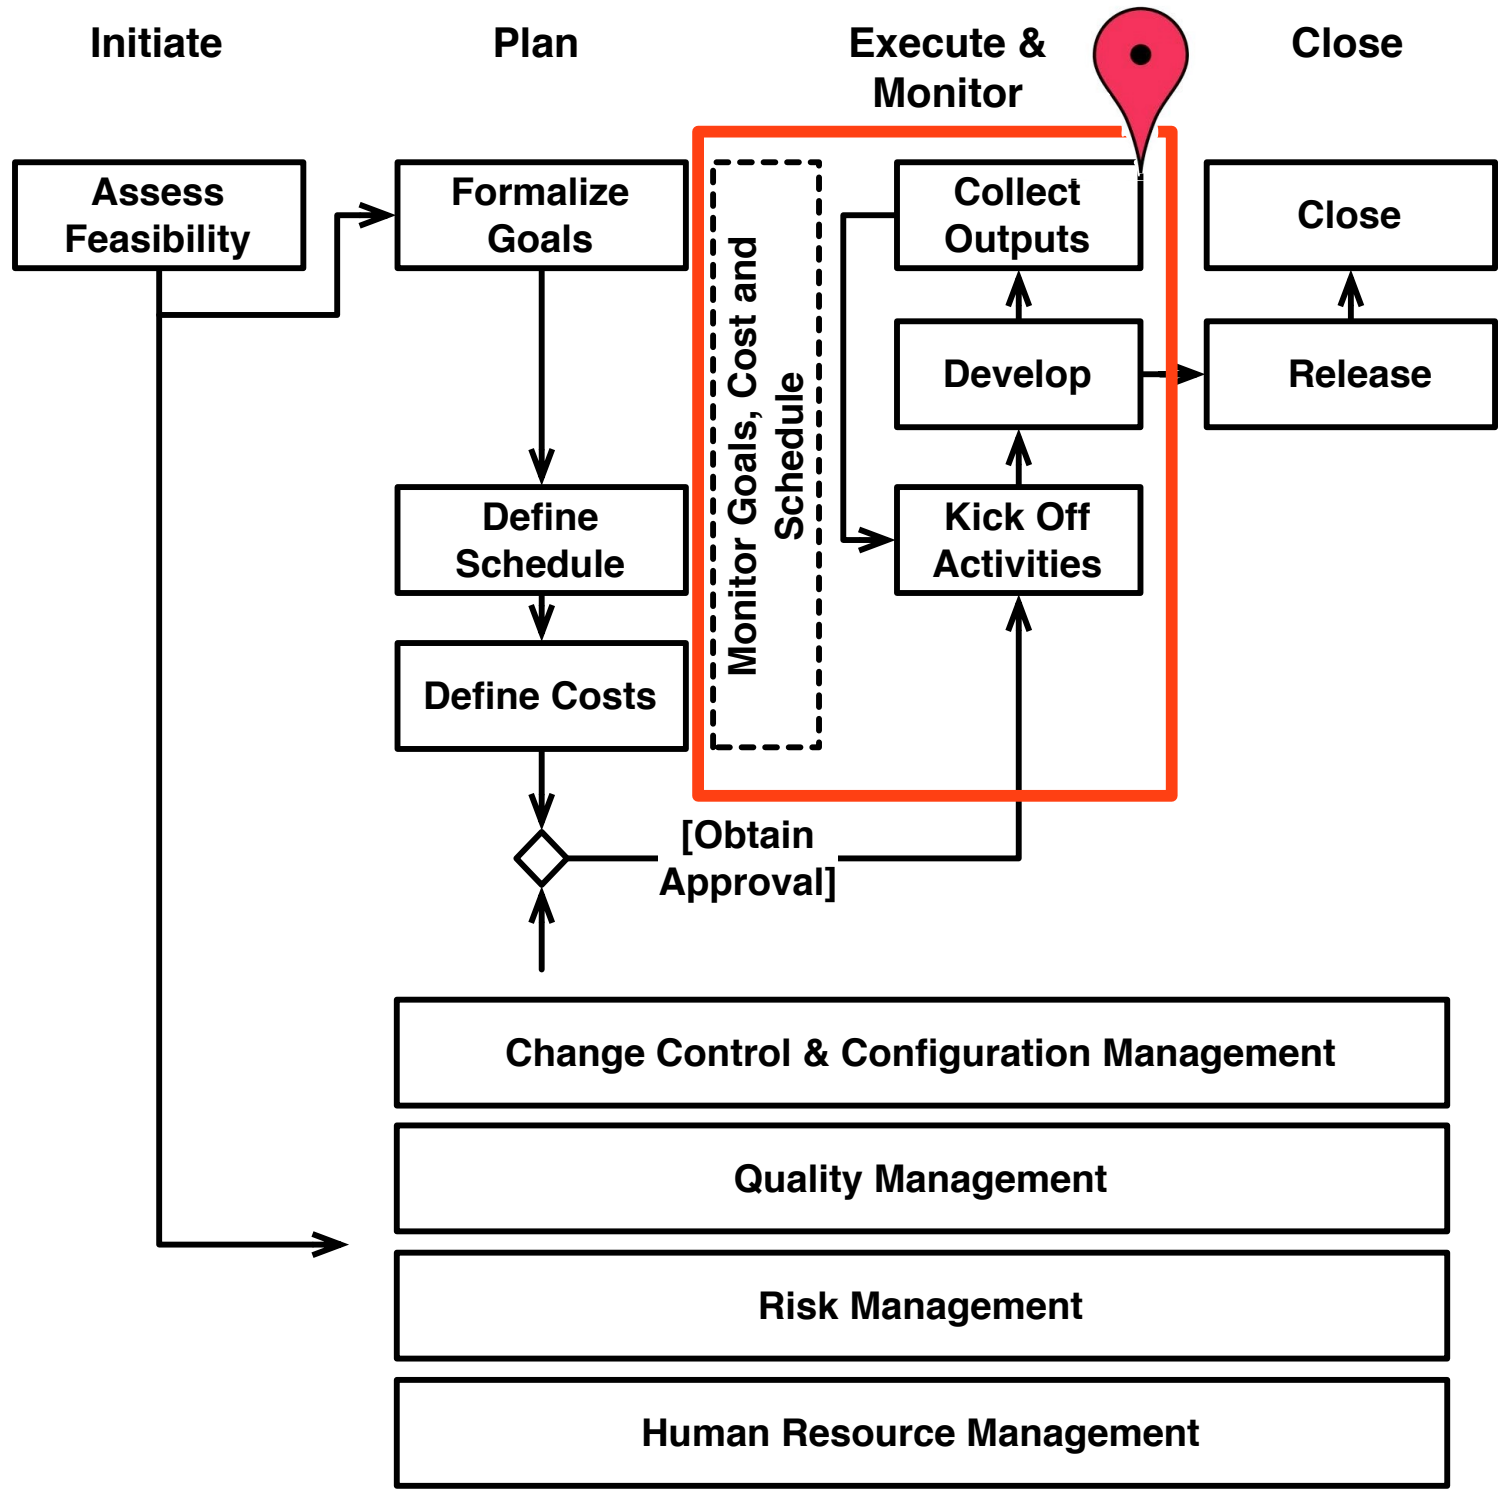 Initiate
Plan
Execute &
Monitor
Close
Assess
Feasibility
Formalize
Goals
Define
Schedule
Define Costs
[Obtain
Approval]
Monitor Goals, Cost and
Schedule
Collect
Outputs
Develop
Kick Off
Activities
Close
Release
Change Control & Configuration Management
Quality Management
Risk Management
Human Resource Management